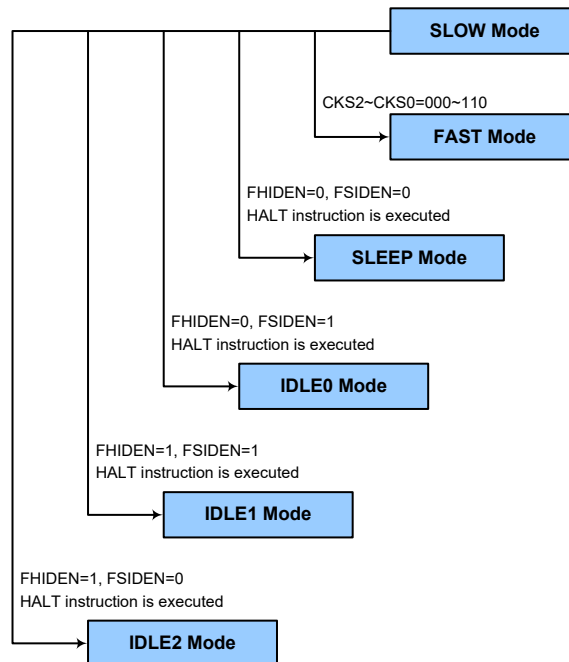 SLOW Mode
CKS2~CKS0=000~110
FAST Mode
FHIDEN=0, FSIDEN=0
HALT instruction is executed
SLEEP Mode
FHIDEN=0, FSIDEN=1
HALT instruction is executed
IDLE0 Mode
FHIDEN=1, FSIDEN=1
HALT instruction is executed
IDLE1 Mode
FHIDEN=1, FSIDEN=0
HALT instruction is executed
IDLE2 Mode